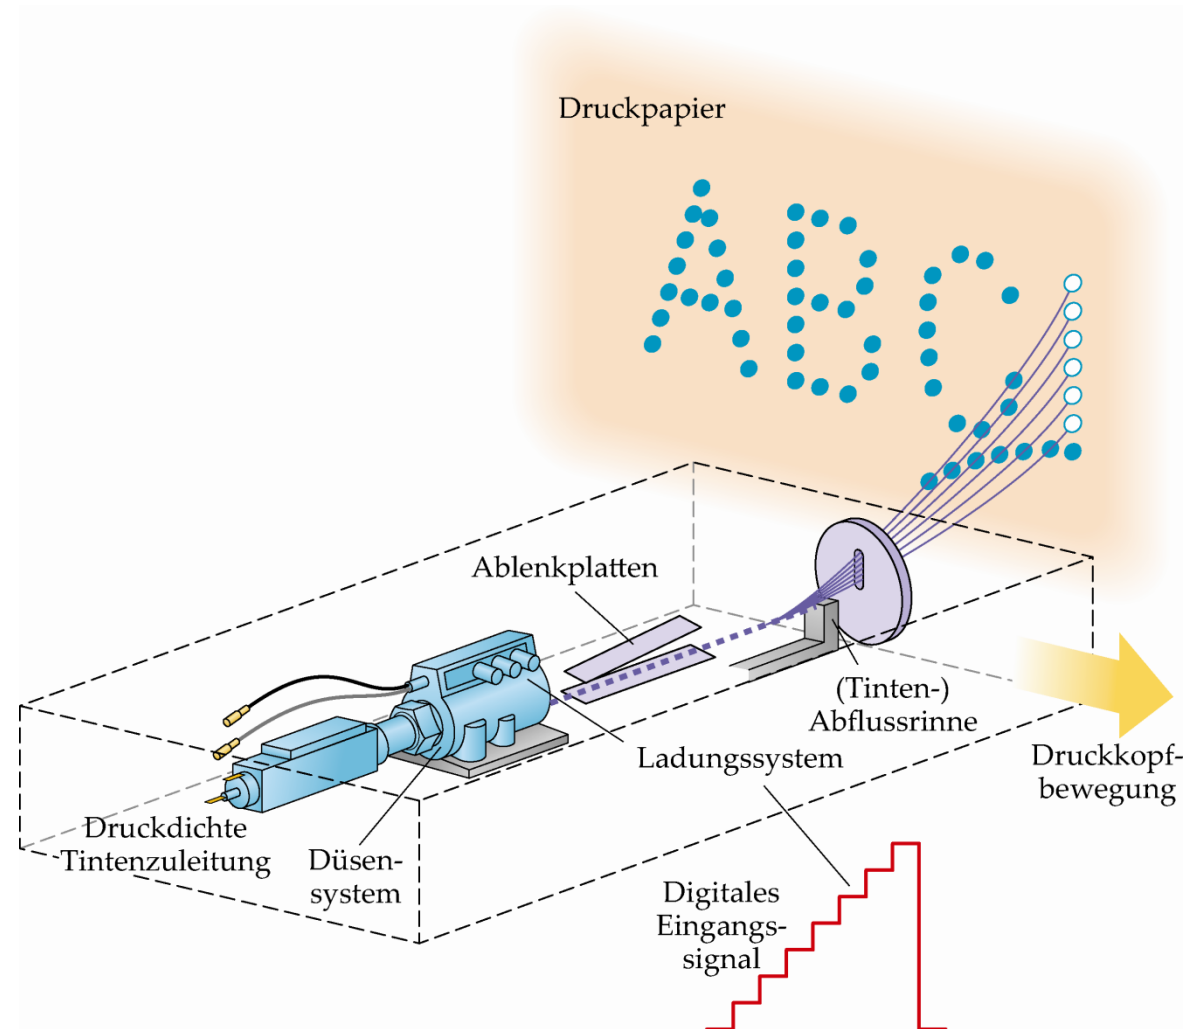 Druckpapier
ABC
Ablenkplatten
(Tinten-)
Abflussrinne
Ladungssystem
Druckkopf-
bewegung
Druckdichte
Tintenzuleitung
Düsen-
system
Digitales
Eingangs-
signal